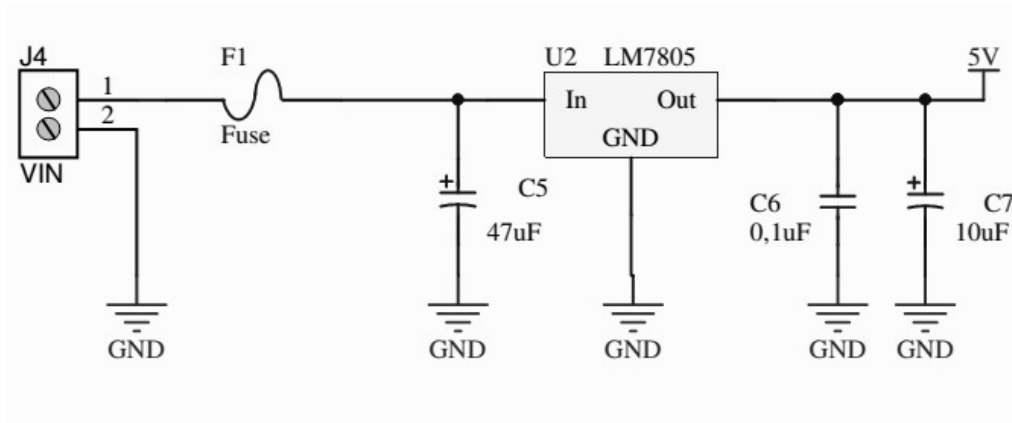 J4
1
2
VIN
F1
Fuse
U2 LM7805
In Out
GND
5V
+
C5
47uF
C6
0,1uF
+
C7
10uF
GND
GND
GND
GND
GND